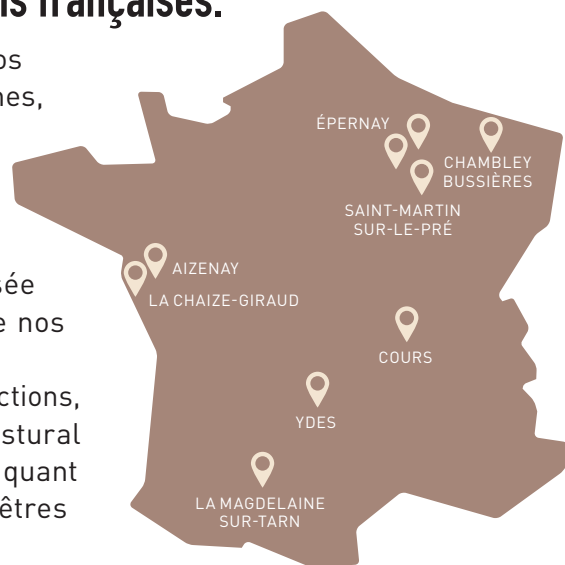 ns françaises.
os
nes,
sée
e nos
ctions,
stural
quant
êtres
ÉPERNAY
CHAMBLEY
BUSSIÈRES
SAINT-MARTIN
SUR-LE-PRÉ
AIZENAY
LA CHAIZE-GIRAUD
COURS
YDES
LA MAGDELAINE
SUR-TARN